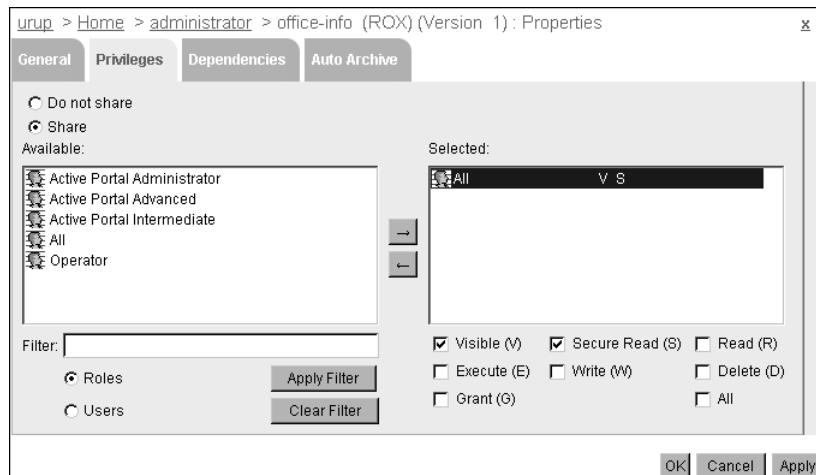 urup > Home > administrator > office-info (ROX) (Version 1) : Properties x
General Privileges Dependencies Auto Archive
Do not share
Share
Available: Selected:
Active Portal Administrator All V S
Active Portal Advanced
Active Portal Intermediate
All
Operator
→
←
Filter: Visible (V) Secure Read (S) Read (R)
Roles Apply Filter Execute (E) Write (W) Delete (D)
Users Clear Filter Grant (G) All
OK Cancel Apply